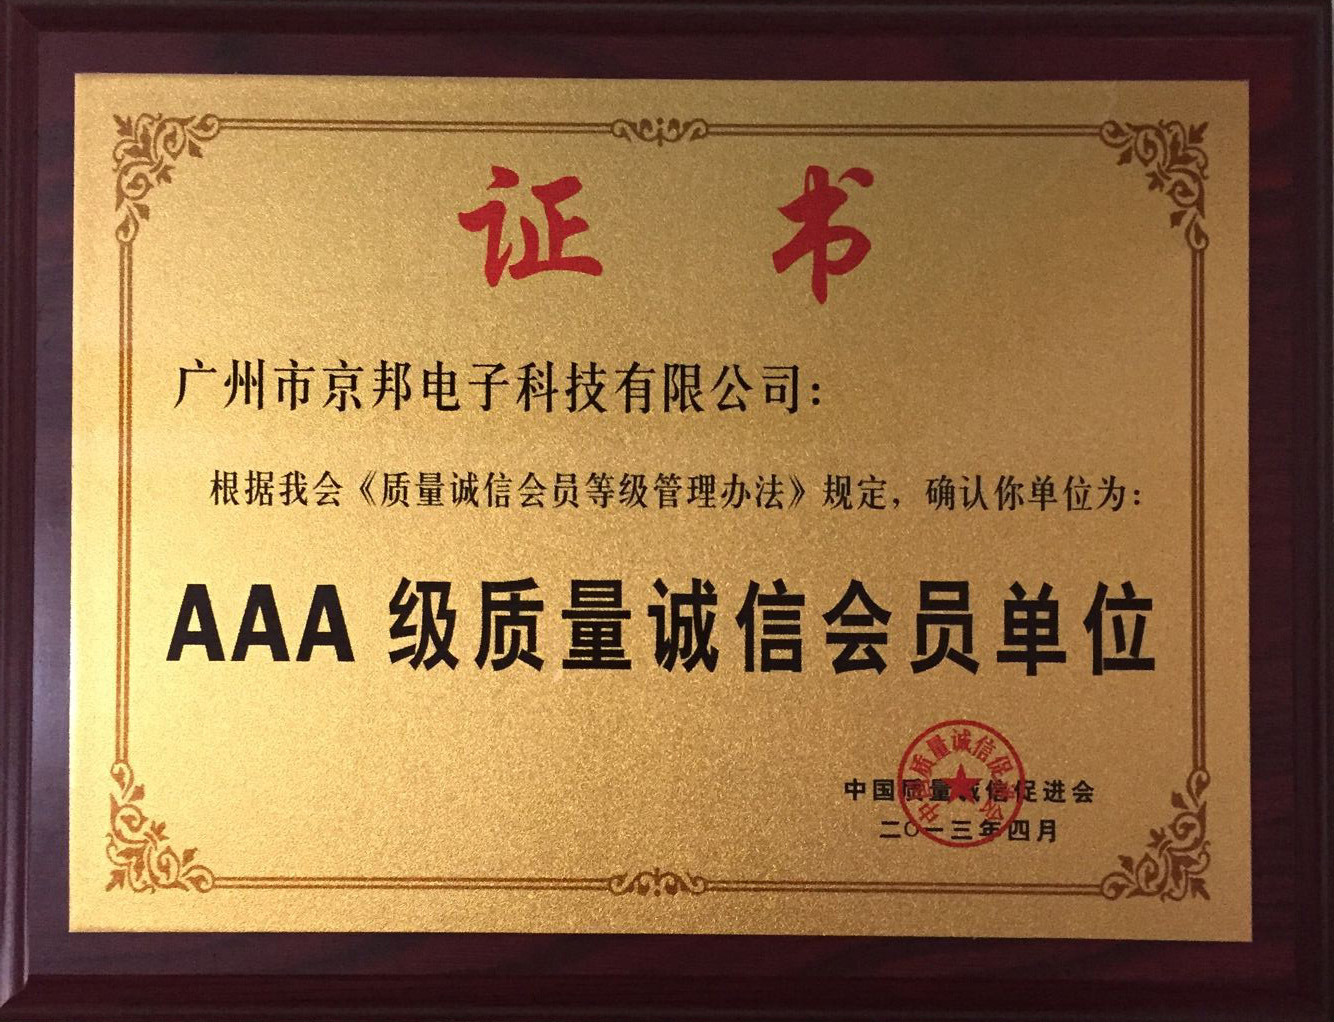 证 书
广州市京邦电子科技有限公司：
根据我会《质量诚信会员等级管理办法》规定，确认你单位为：
AAA 级质量诚信会员单位
中国质量诚信促进会
二〇一三年四月